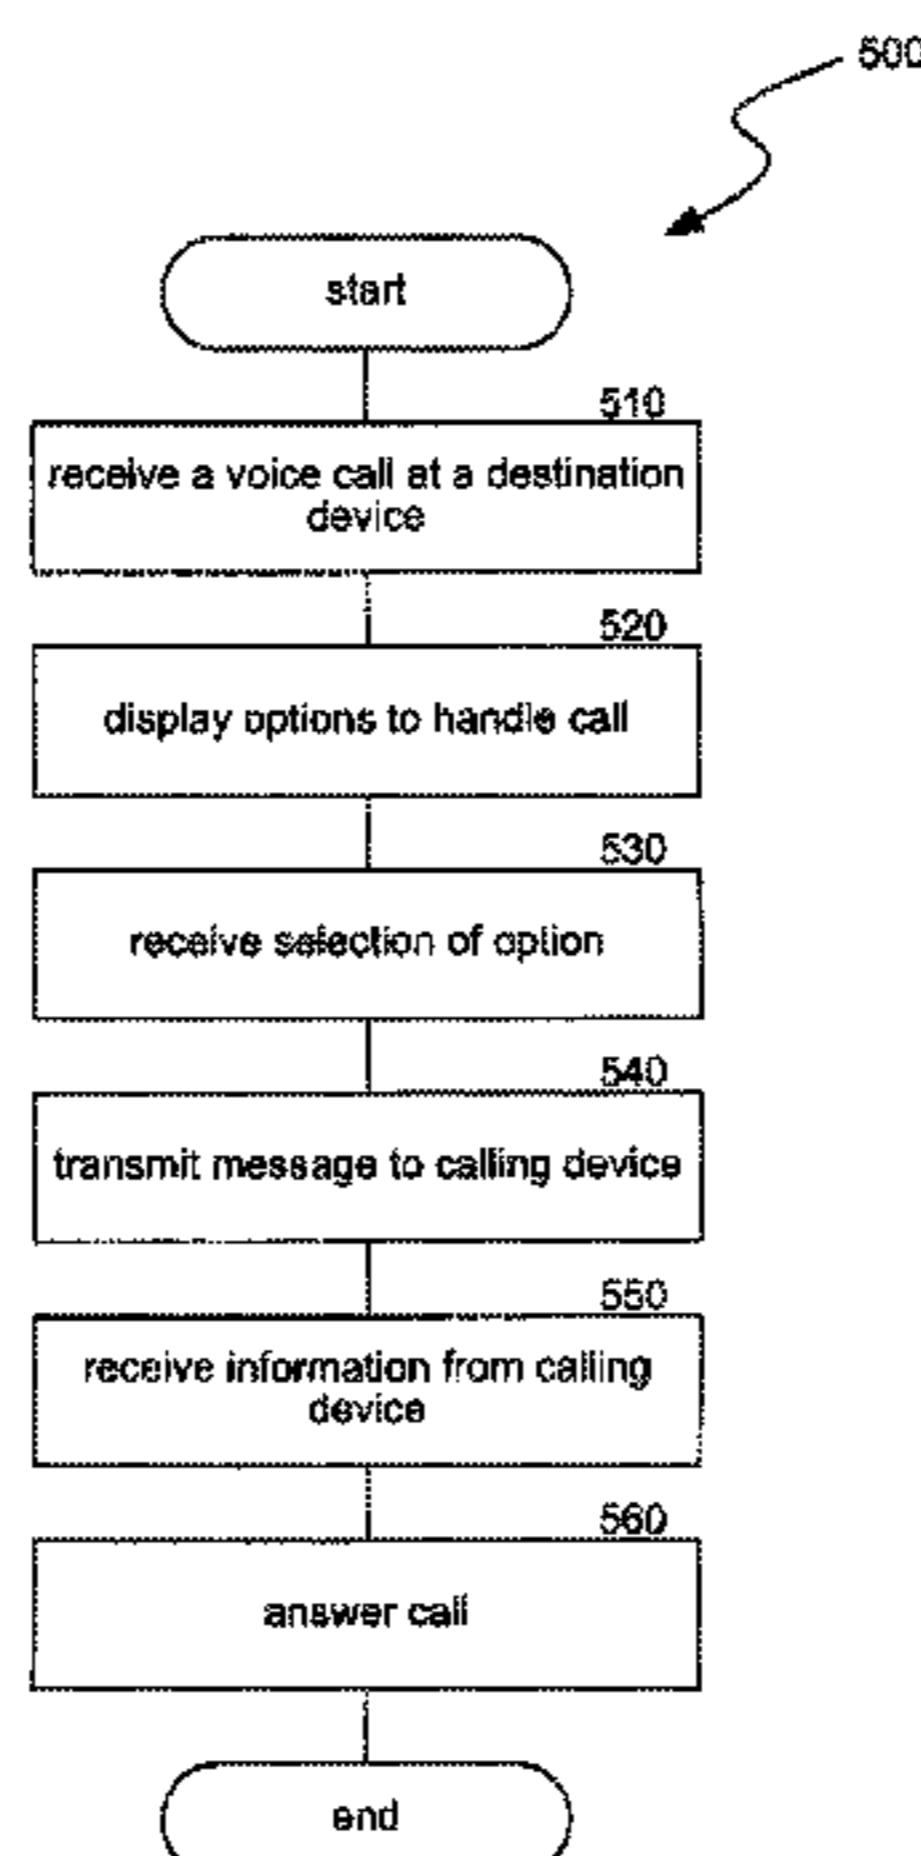 500
start
510
receive a voice call at a destination
device
520
display options to handle call
530
receive selection of option
540
transmit message to calling device
550
receive information from calling
device
560
answer call
end